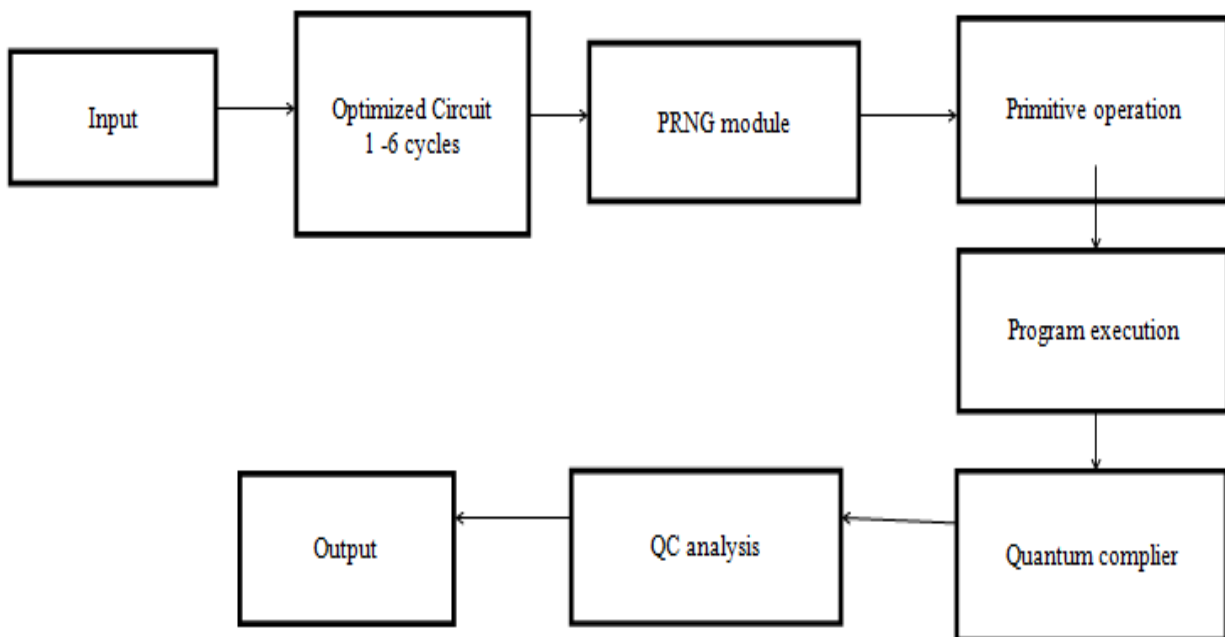 Input
Optimized Circuit
1 -6 cycles
PRNG module
Primitive operation
Program execution
Quantum complier
QC analysis
Output